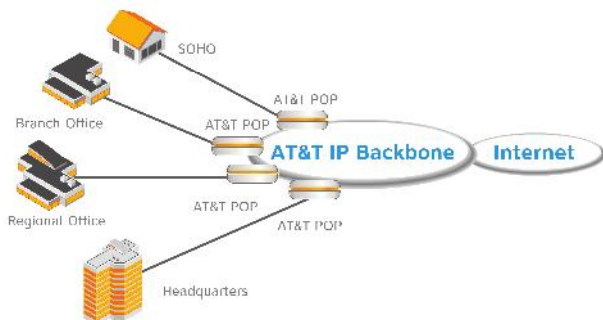 SOHO
AT&T POP
Branch Office
AT&T POP
AT&T IP Backbone
Internet
AT&T POP
Regional Office
AT&T POP
Headquarters